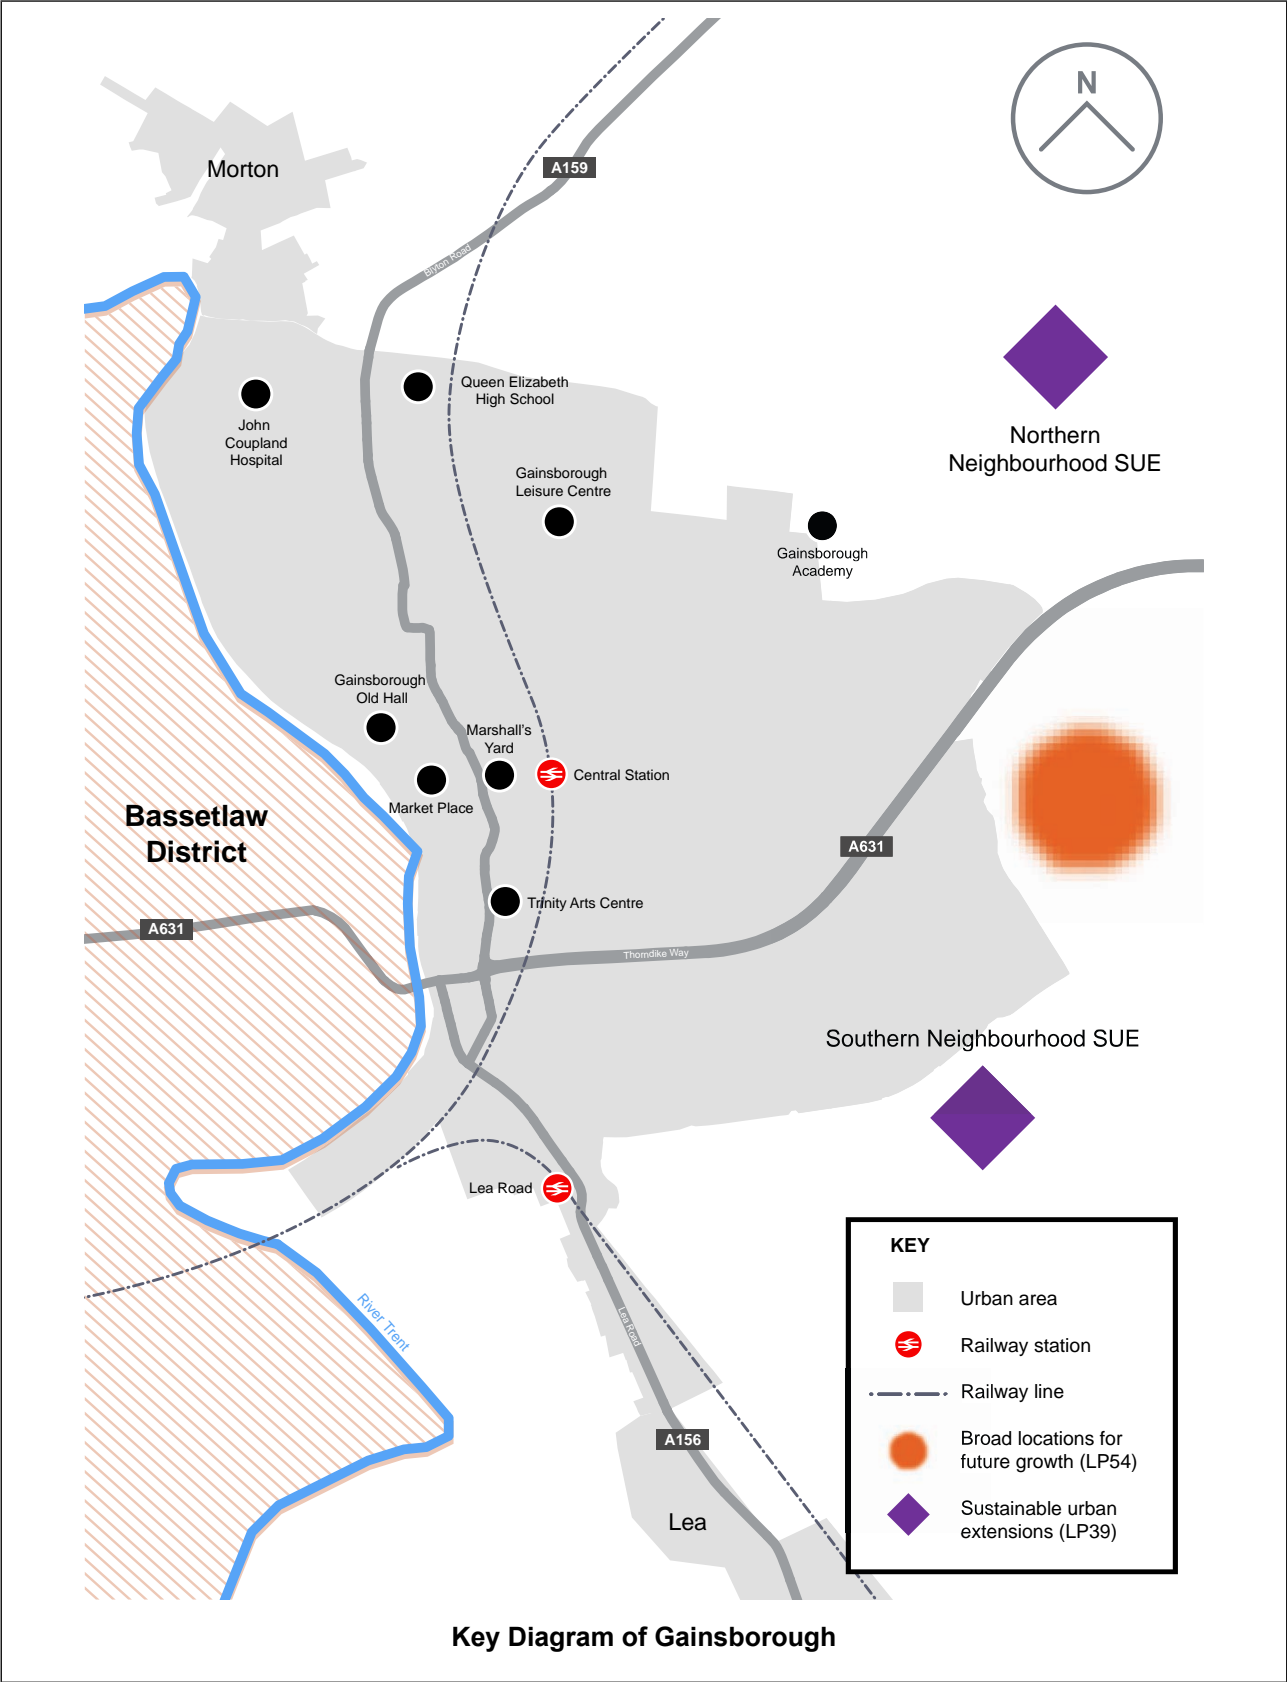 N
Morton
A159
Blyton Road
Queen Elizabeth
High School
John
Coupland
Hospital
Northern
Neighbourhood SUE
Gainsborough
Leisure Centre
Gainsborough
Academy
Gainsborough
Old Hall
Marshall's
Yard
Central Station
Market Place
Bassetlaw
District
A631
Trinity Arts Centre
A631
Thorndike Way
Southern Neighbourhood SUE
Lea Road
River Trent
Lea Road
A156
Lea
KEY
Urban area
Railway station
Railway line
Broad locations for
future growth (LP54)
Sustainable urban
extensions (LP39)
Key Diagram of Gainsborough